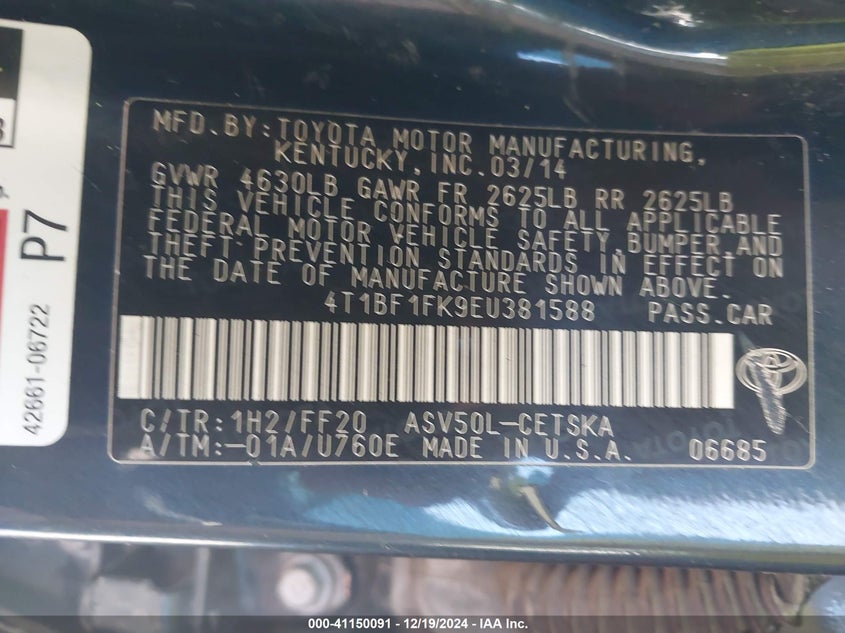 MFD.BY:TOYOTA MOTOR MANUFACTURING,
KENTUCKY,INC.03/14
GVWR 4630LB GAWR FR 2625LB RR 2625LB
THIS VEHICLE CONFORMS TO ALL APPLICABLE
FEDERAL MOTOR VEHICLE SAFETY,BUMPER,AND
THEFT PREVENTION STANDARDS IN EFFECT ON
THE DATE OF MANUFACTURE SHOWN ABOVE.
4T1BF1FK9EU381588 PASS.CAR
C/TR:1H2/FF20 ASV50L-CETSKA
A/TM:-01A/U760E MADE IN U.S.A. 06685
P7
42661-06722
000-41150091 - 12/19/2024 - IAA Inc.